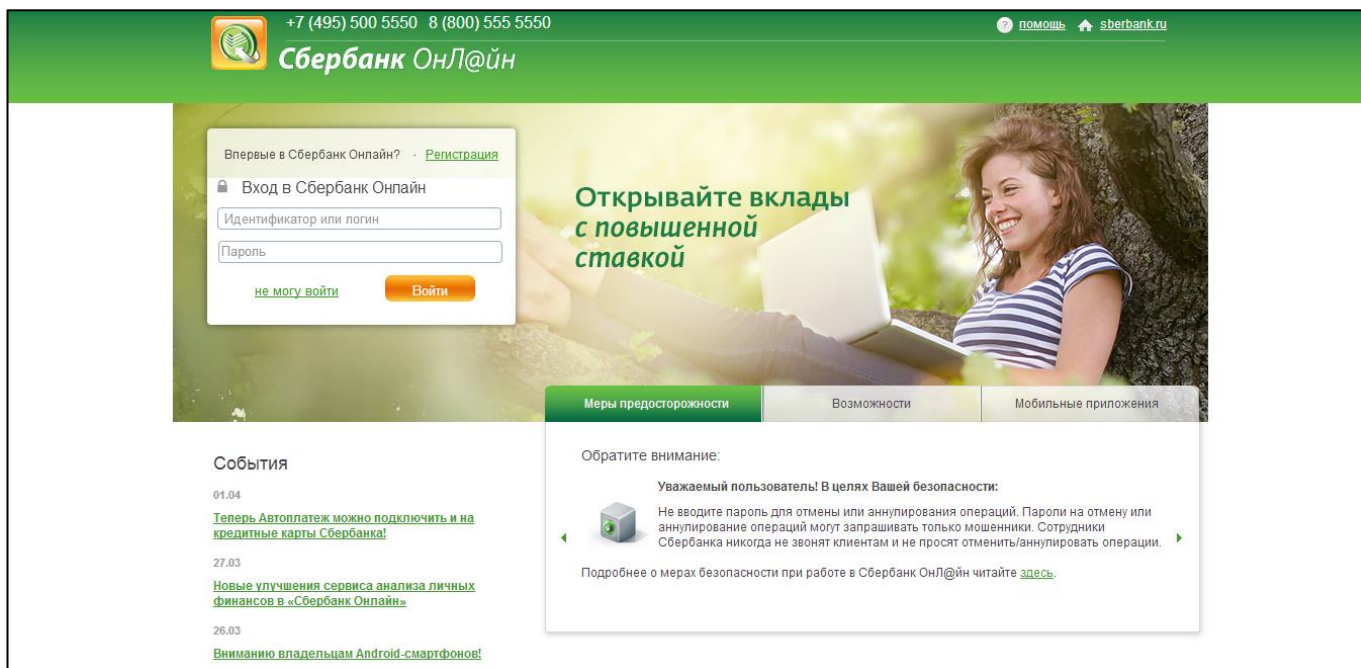 +7 (495) 500 5550 8 (800) 555 5550
? помощь sberbank.ru
Сбербанк ОнЛ@йн
Впервые в Сбербанк Онлайн? · Регистрация
Вход в Сбербанк Онлайн
Идентификатор или логин
Пароль
не могу войти Войти
Открывайте вклады
с повышенной
ставкой
Меры предосторожности Возможности Мобильные приложения
События
01.04
Теперь Автоплатеж можно подключить и на
кредитные карты Сбербанка!
27.03
Новые улучшения сервиса анализа личных
финансов в «Сбербанк Онлайн»
26.03
Вниманию владельцам Android-смартфонов!
Обратите внимание:
Уважаемый пользователь! В целях Вашей безопасности:
Не вводите пароль для отмены или аннулирования операций. Пароли на отмену или
аннулирование операций могут запрашивать только мошенники. Сотрудники
Сбербанка никогда не звонят клиентам и не просят отменить/аннулировать операции.
Подробнее о мерах безопасности при работе в Сбербанк ОнЛ@йн читайте здесь.